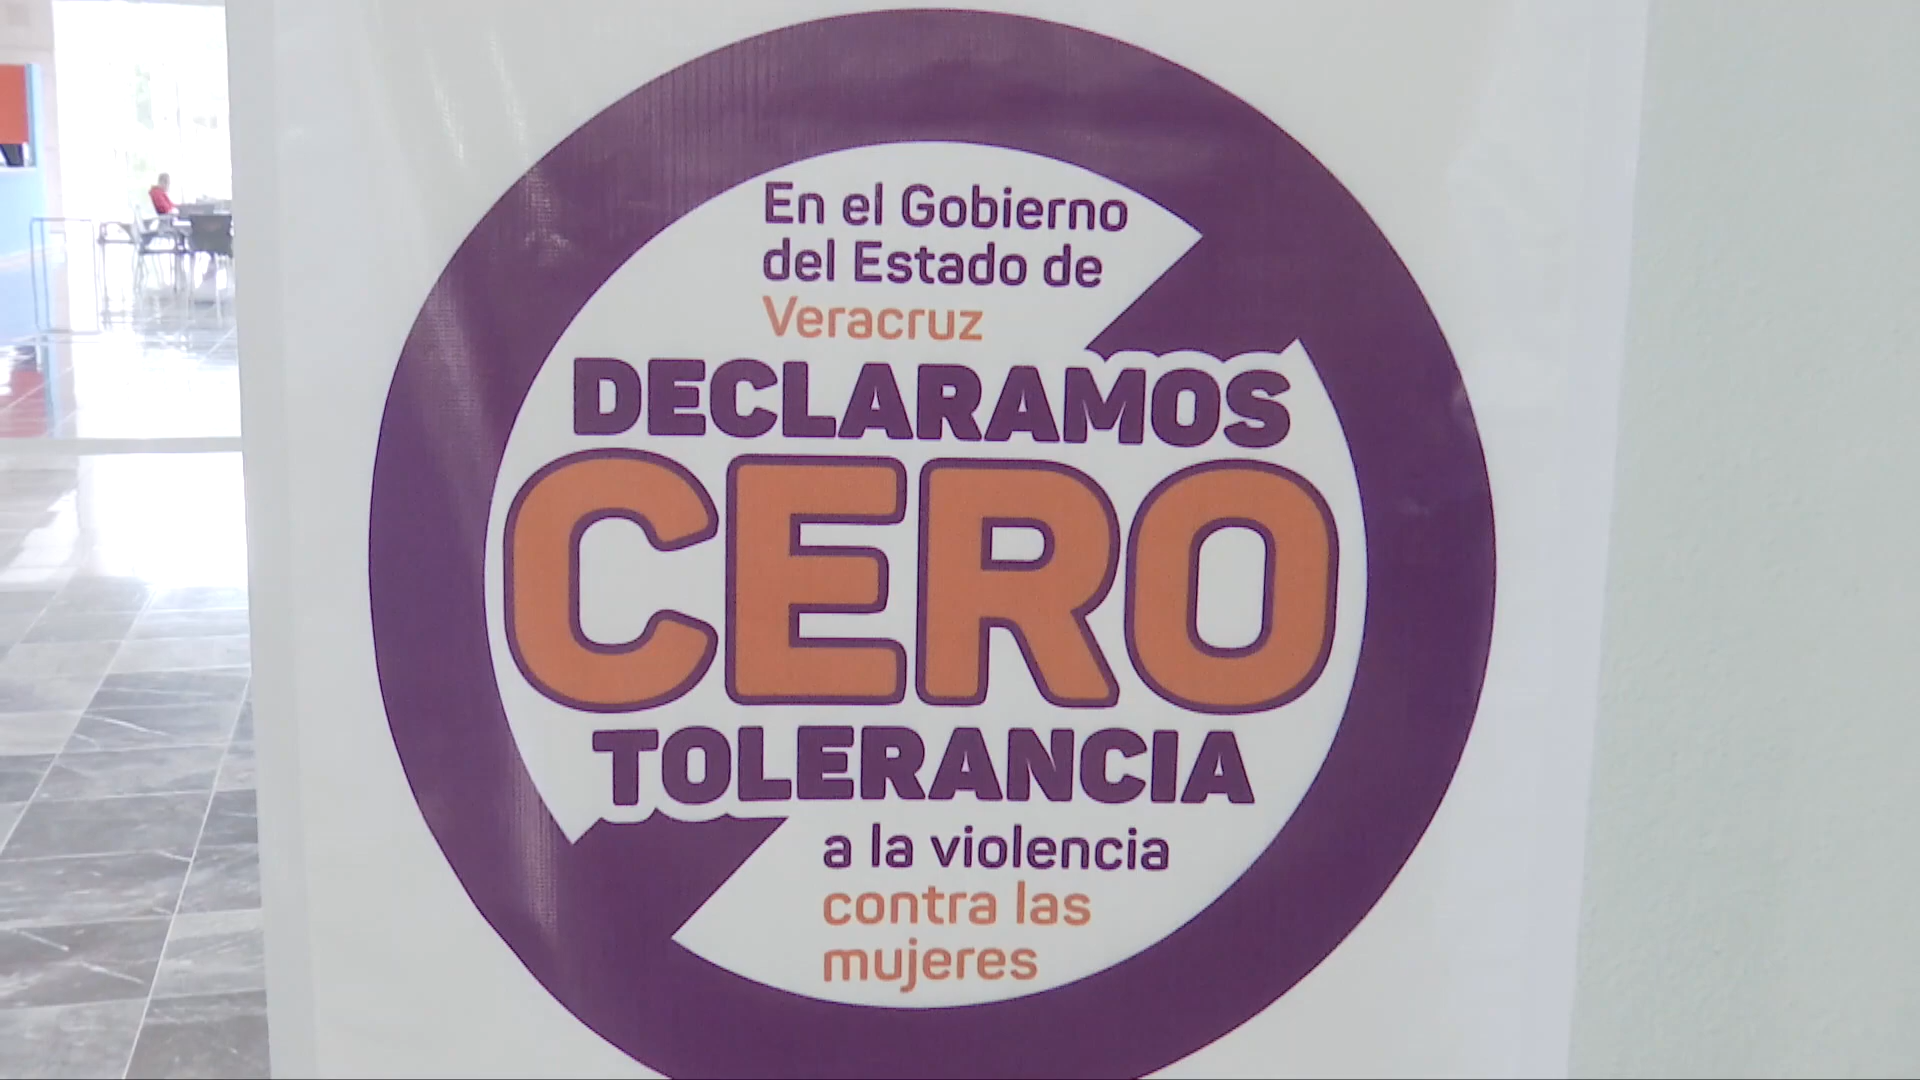 En el Gobierno
del Estado de
Veracruz
DECLARAMOS
CERO
TOLERANCIA
a la violencia
contra las
mujeres